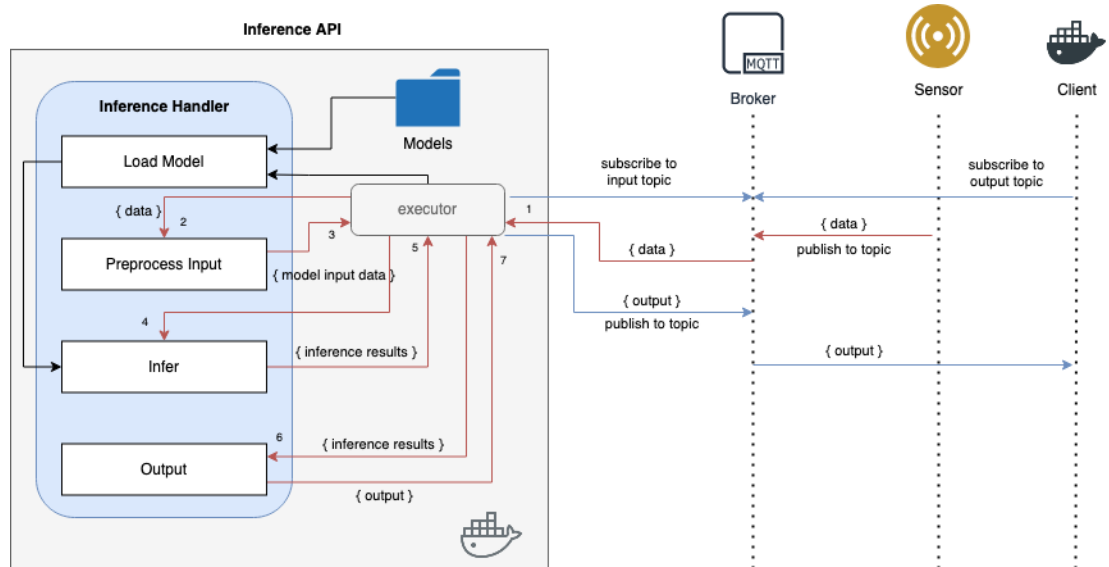 Inference API
Inference Handler
Load Model
Models
{ data }
2
executor
1
3
5
7
Preprocess Input
{ model input data }
4
Infer
{ inference results }
6
{ inference results }
Output
{ output }
MQTT
Broker
Sensor
Client
subscribe to
input topic
subscribe to
output topic
{ data }
publish to topic
{ data }
{ output }
publish to topic
{ output }